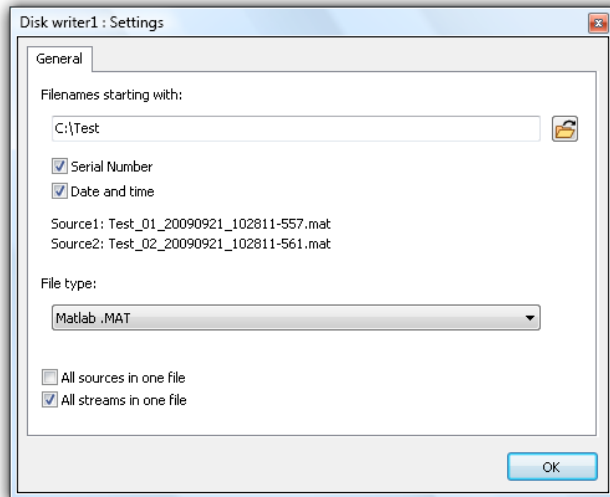 Disk writer1 : Settings
General
Filenames starting with:
C:\Test
Serial Number
Date and time
Source1: Test_01_20090921_102811-557.mat
Source2: Test_02_20090921_102811-561.mat
File type:
Matlab .MAT
All sources in one file
All streams in one file
OK